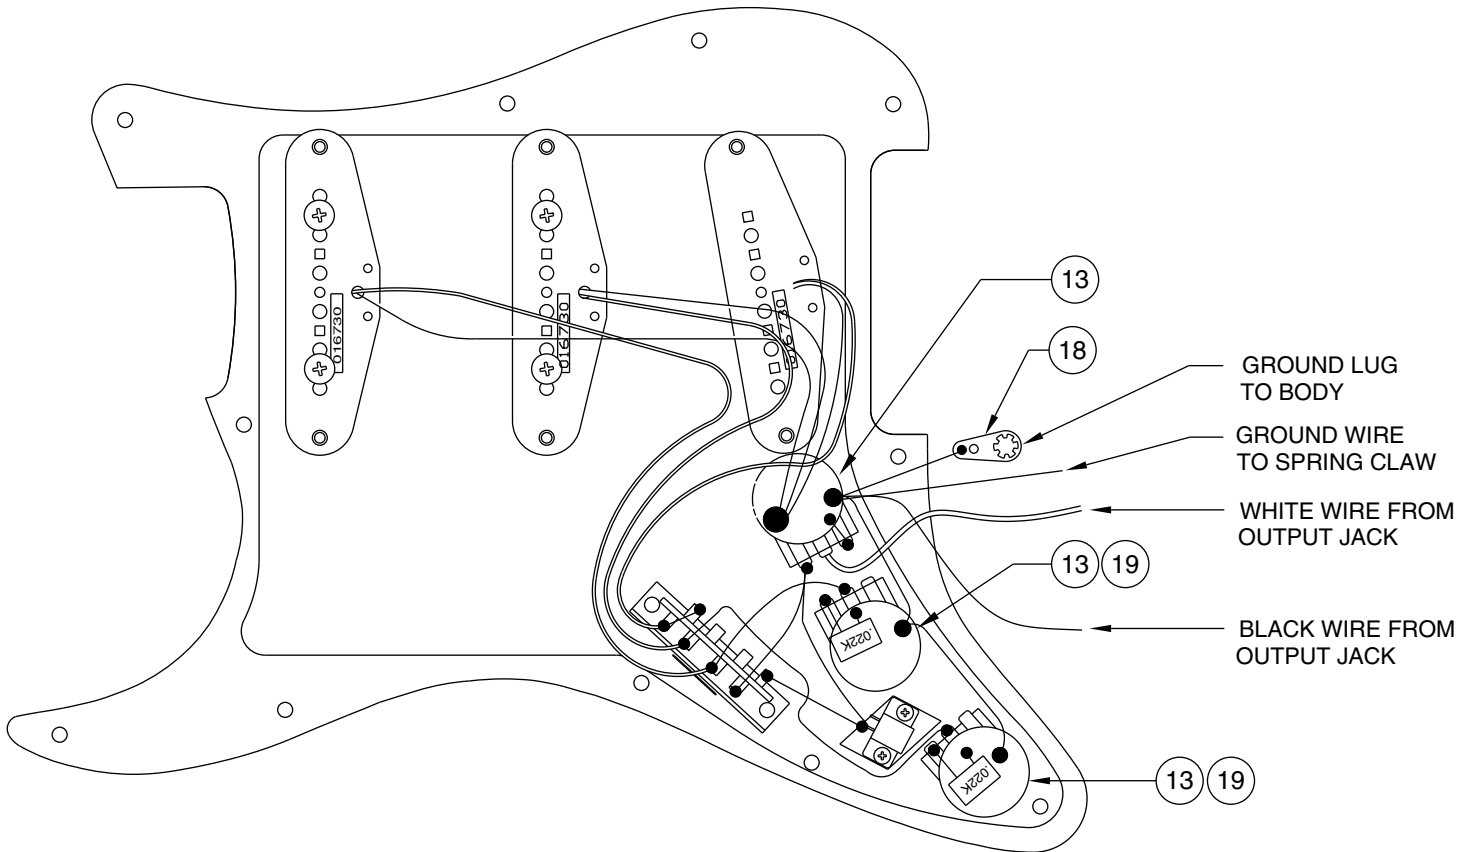 13
18
GROUND LUG
TO BODY
GROUND WIRE
TO SPRING CLAW
WHITE WIRE FROM
OUTPUT JACK
13 19
BLACK WIRE FROM
OUTPUT JACK
13 19
016730
016730
016730
.022K
.022K